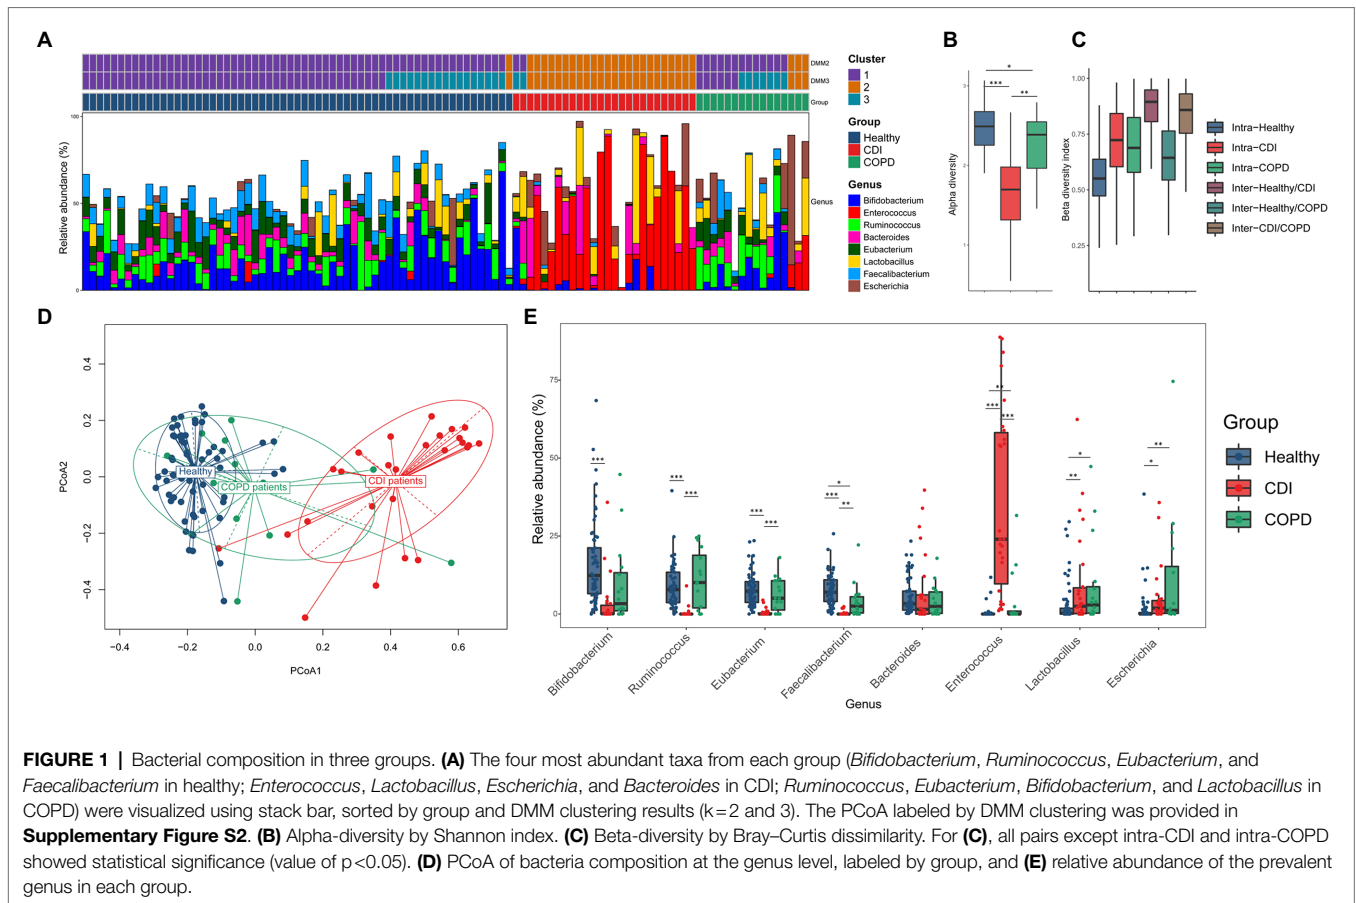 A
B
C
DMM2
DMM3
Group
Genus
100
50
0
Relative abundance (%)
Cluster
1
2
3
Group
Healthy
CDI
COPD
Genus
Bifidobacterium
Enterococcus
Ruminococcus
Bacteroides
Eubacterium
Lactobacillus
Faecalibacterium
Escherichia
*
***
**
3
2
1
Alpha diversity
1.00
0.75
0.50
0.25
Beta diversity index
Intra−Healthy
Intra−CDI
Intra−COPD
Inter−Healthy/CDI
Inter−Healthy/COPD
Inter−CDI/COPD
D
0.4
0.2
0.0
−0.2
−0.4
PCoA2
Healthy
COPD patients
CDI patients
−0.4 −0.2 0.0 0.2 0.4 0.6
PCoA1
E
75
50
25
0
Relative abundance (%)
***
*** ***
*** ***
* *** **
** *** ***
* **
** *
Bifidobacterium
Ruminococcus
Eubacterium
Faecalibacterium
Bacteroides
Enterococcus
Lactobacillus
Escherichia
Genus
Group
Healthy
CDI
COPD
FIGURE 1 | Bacterial composition in three groups. (A) The four most abundant taxa from each group (Bifidobacterium, Ruminococcus, Eubacterium, and
Faecalibacterium in healthy; Enterococcus, Lactobacillus, Escherichia, and Bacteroides in CDI; Ruminococcus, Eubacterium, Bifidobacterium, and Lactobacillus in
COPD) were visualized using stack bar, sorted by group and DMM clustering results (k=2 and 3). The PCoA labeled by DMM clustering was provided in
Supplementary Figure S2. (B) Alpha-diversity by Shannon index. (C) Beta-diversity by Bray–Curtis dissimilarity. For (C), all pairs except intra-CDI and intra-COPD
showed statistical significance (value of p<0.05). (D) PCoA of bacteria composition at the genus level, labeled by group, and (E) relative abundance of the prevalent
genus in each group.